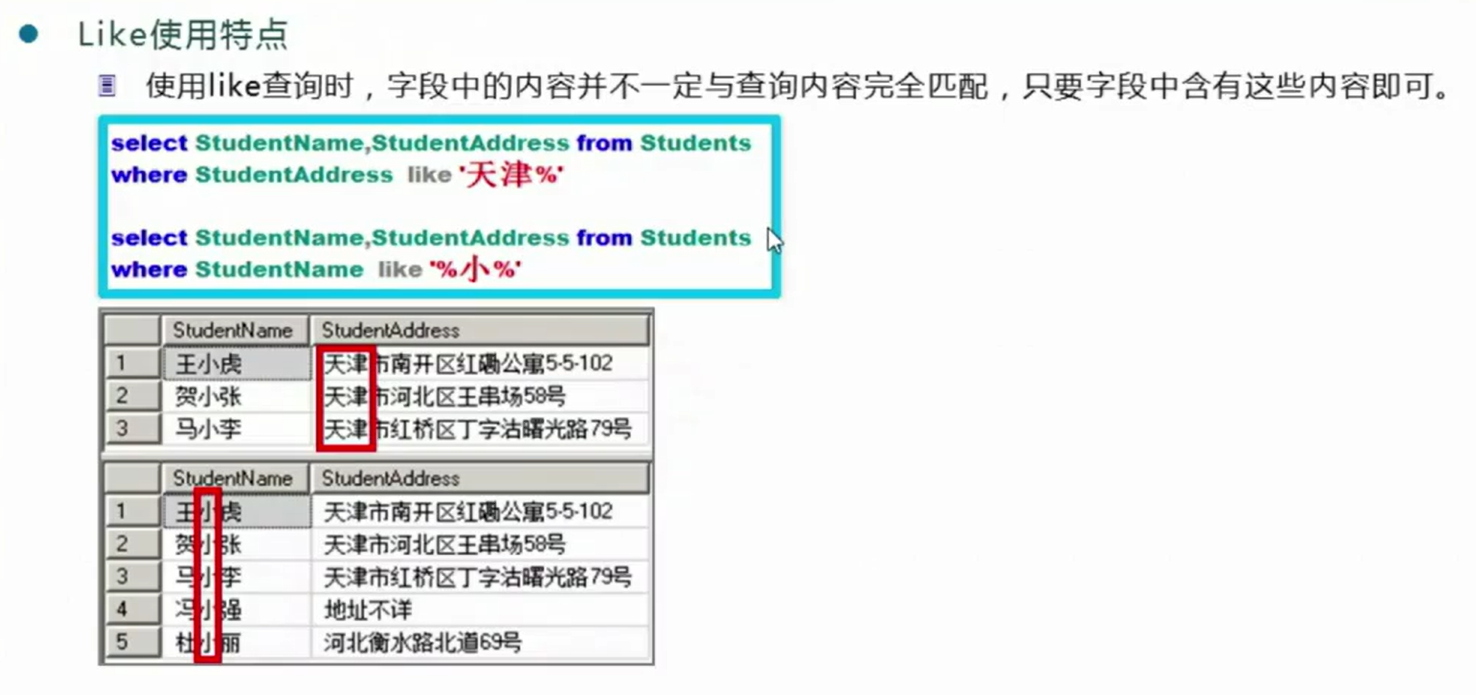 Like使用特点
使用like查询时，字段中的内容并不一定与查询内容完全匹配，只要字段中含有这些内容即可。
select StudentName,StudentAddress from Students
where StudentAddress like '天津%'
select StudentName,StudentAddress from Students
where StudentName like '%小%'
StudentName StudentAddress
1 王小虎 天津市南开区红磡公寓5-5-102
2 贺小张 天津市河北区王串场58号
3 马小李 天津市红桥区丁字沽曙光路79号
StudentName StudentAddress
1 王小虎 天津市南开区红磡公寓5-5-102
2 贺小张 天津市河北区王串场58号
3 马小李 天津市红桥区丁字沽曙光路79号
4 冯小强 地址不详
5 杜小丽 河北衡水路北道69号